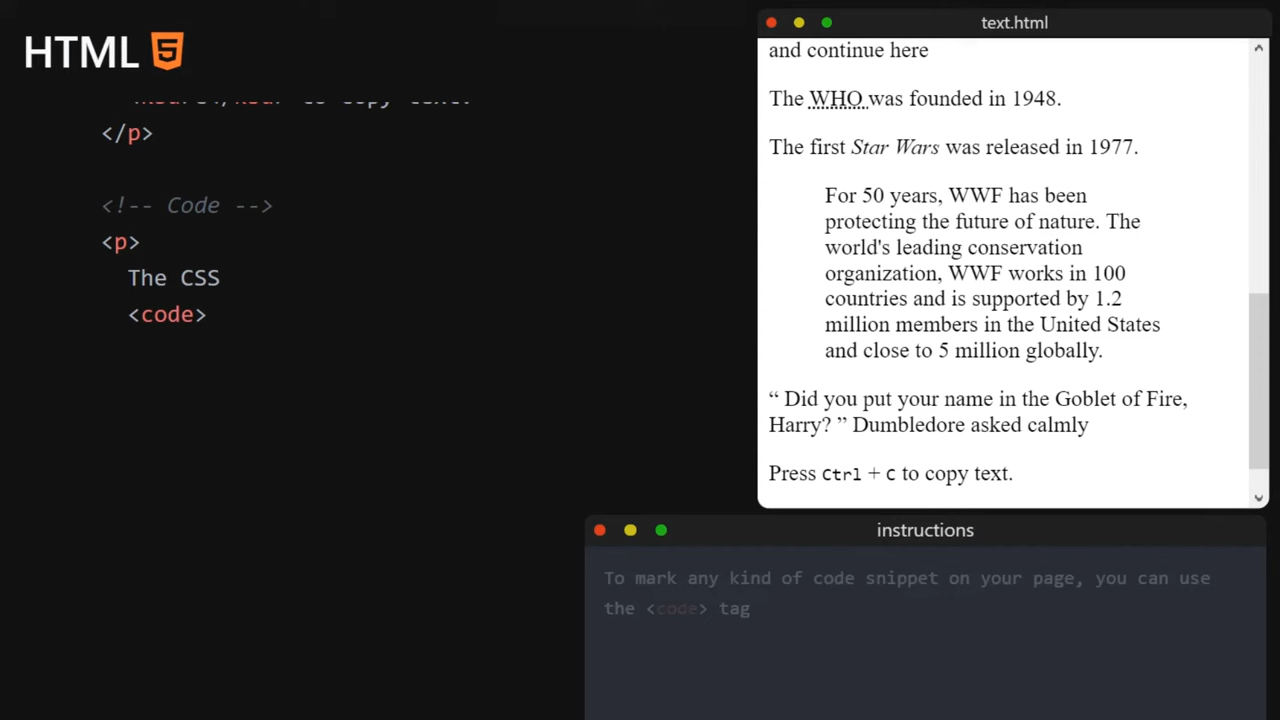 HTML 5
to copy text.
</p>
<!-- Code -->
<p>
The CSS
<code>
text.html
and continue here
The WHO was founded in 1948.
The first Star Wars was released in 1977.
For 50 years, WWF has been
protecting the future of nature. The
world's leading conservation
organization, WWF works in 100
countries and is supported by 1.2
million members in the United States
and close to 5 million globally.
“ Did you put your name in the Goblet of Fire,
Harry? ” Dumbledore asked calmly
Press Ctrl + C to copy text.
instructions
To mark any kind of code snippet on your page, you can use
the <code> tag